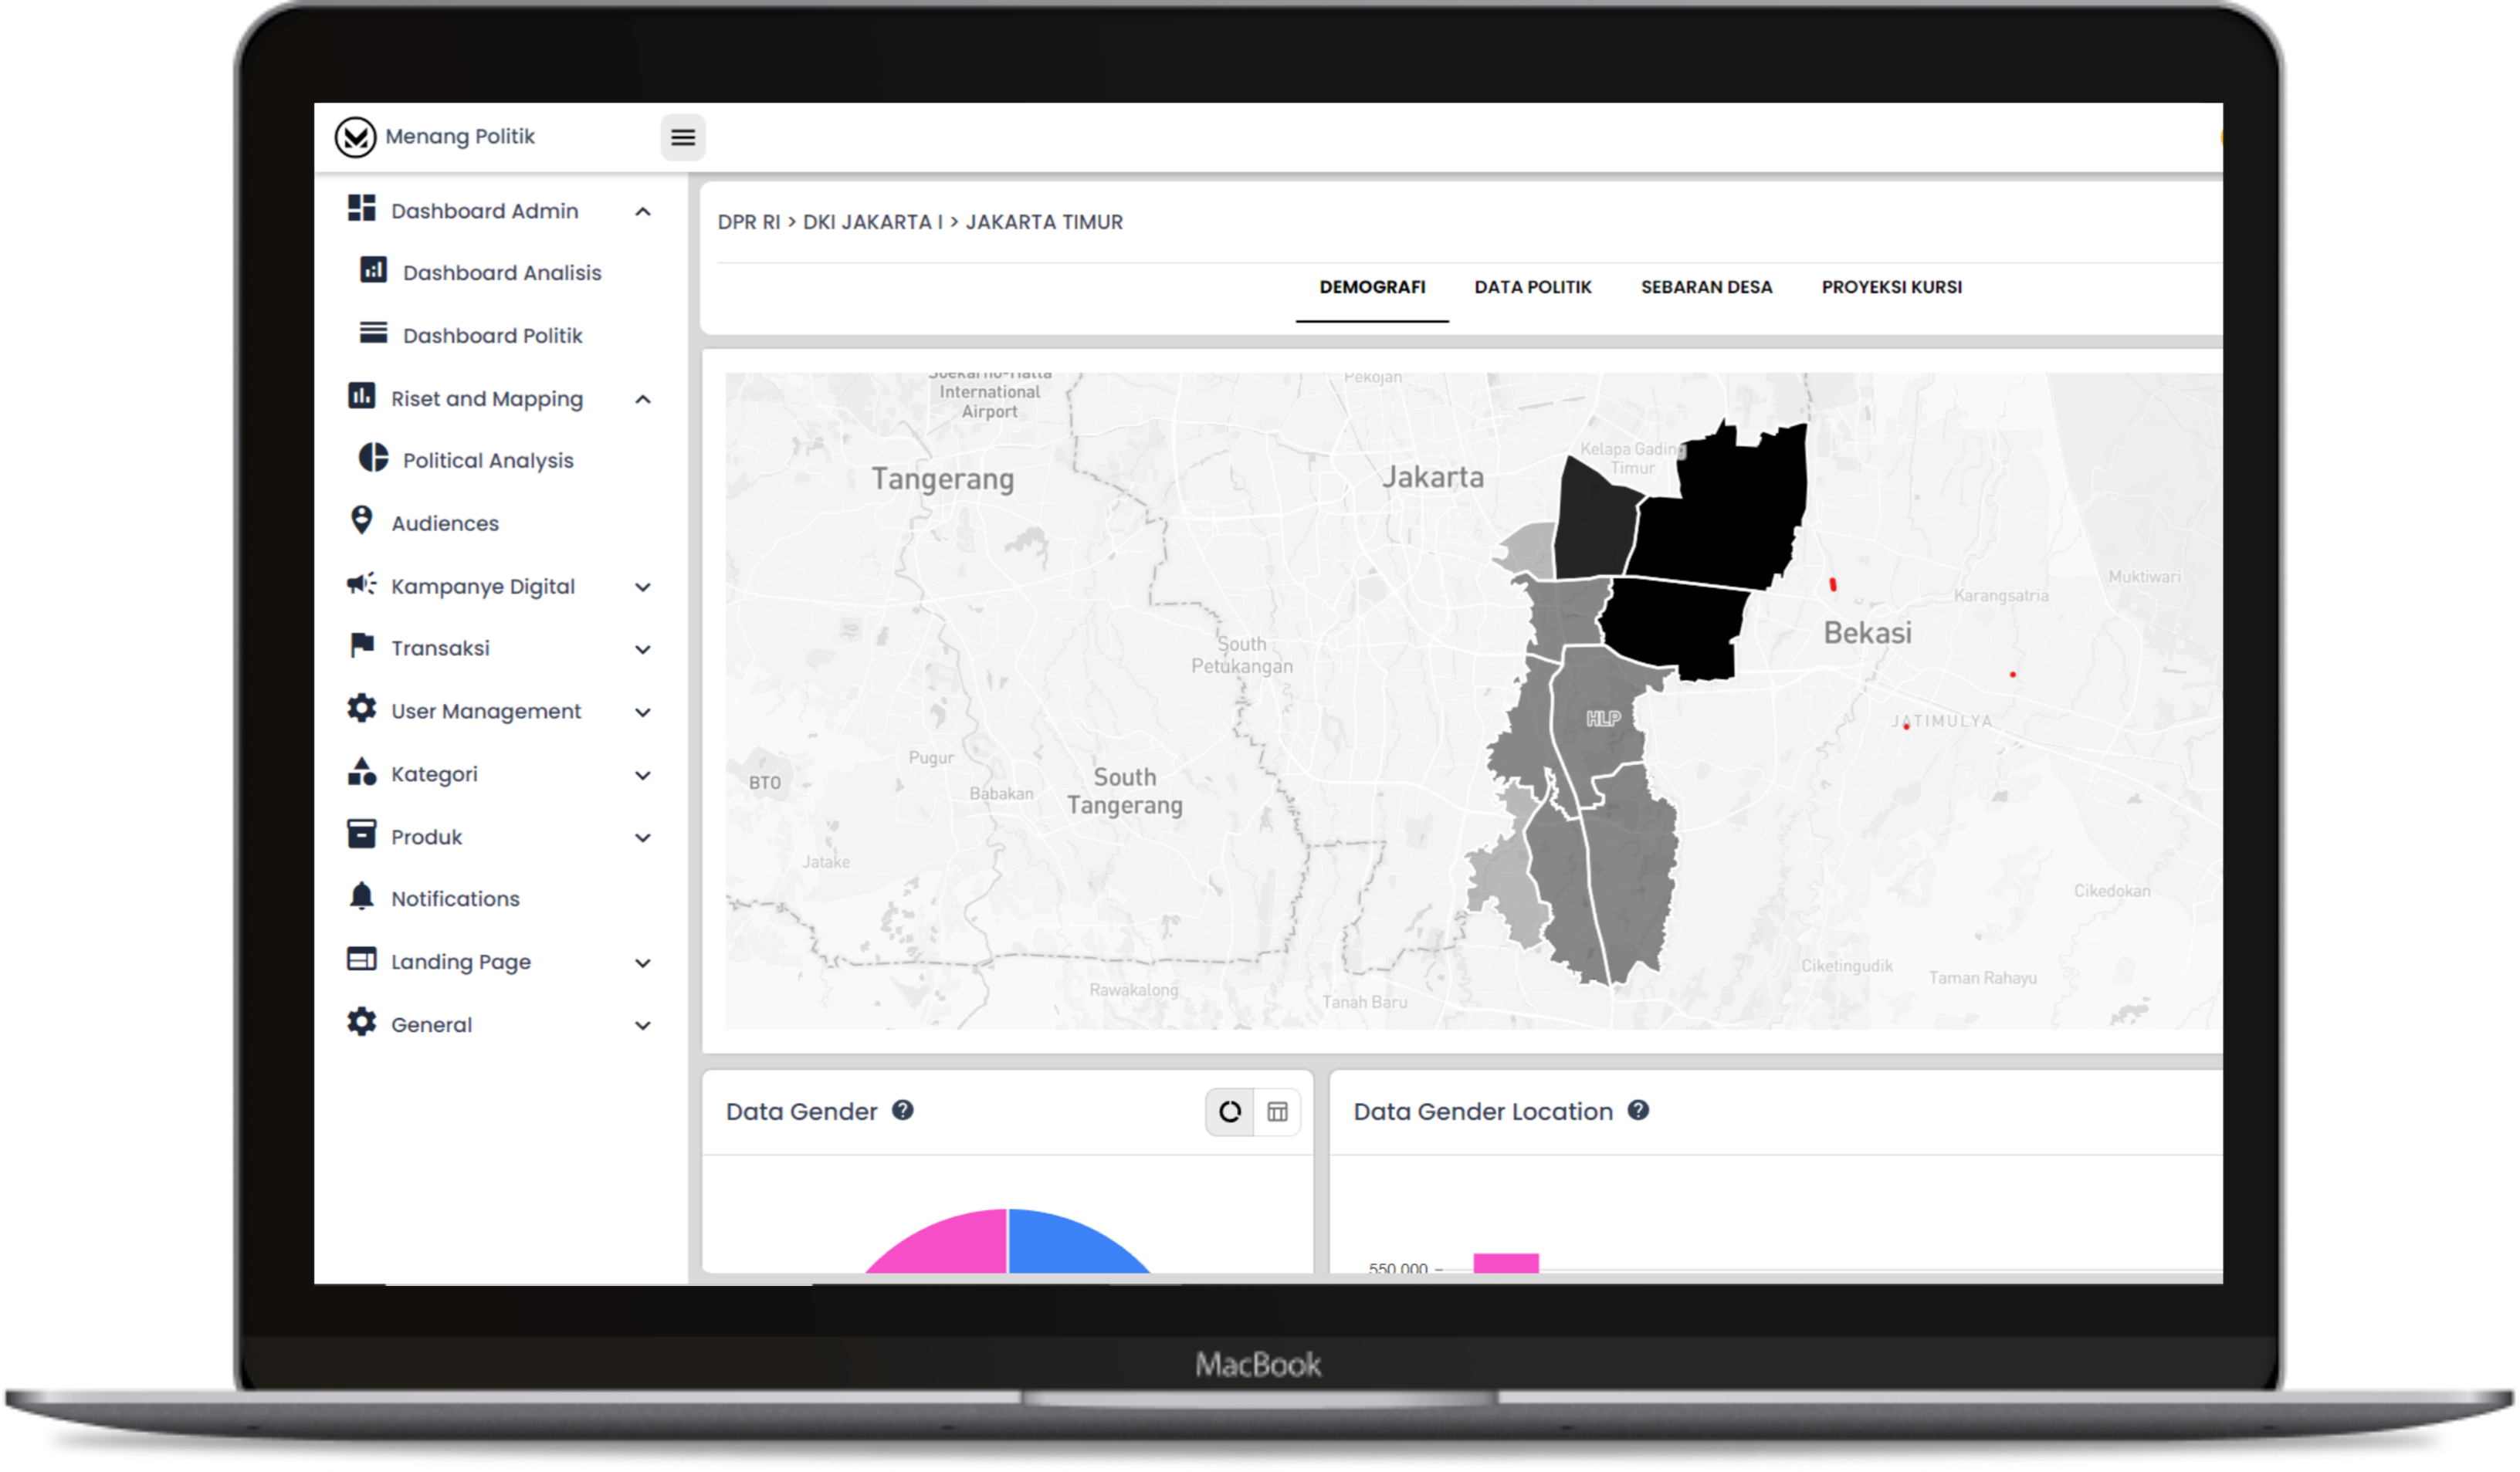 Menang Politik
Dashboard Admin
Dashboard Analisis
Dashboard Politik
Riset and Mapping
Political Analysis
Audiences
Kampanye Digital
Transaksi
User Management
Kategori
Produk
Notifications
Landing Page
General
DPR RI > DKI JAKARTA I > JAKARTA TIMUR
DEMOGRAFI DATA POLITIK SEBARAN DESA PROYEKSI KURSI
Soekarno-Hatta
International
Airport
Pekojan
Kelapa Gading
Timur
Tangerang
Jakarta
Muktiwari
Karangsatria
Bekasi
South
Petukangan
HLP
JATIMULYA
Pugur
BTO
Babakan
South
Tangerang
Jatake
Cikedokan
Ciketingudik
Taman Rahayu
Rawakalong
Tanah Baru
Data Gender
Data Gender Location
550,000
MacBook